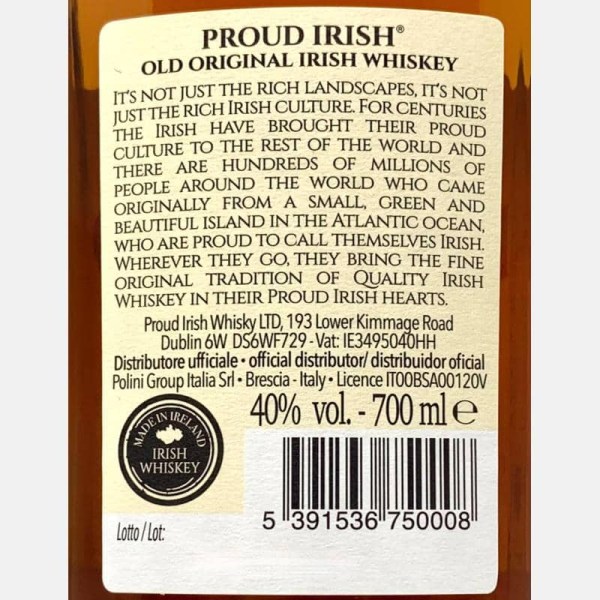 PROUD IRISH®
OLD ORIGINAL IRISH WHISKEY
IT'S NOT JUST THE RICH LANDSCAPES, IT'S NOT
JUST THE RICH IRISH CULTURE. FOR CENTURIES
THE IRISH HAVE BROUGHT THEIR PROUD
CULTURE TO THE REST OF THE WORLD AND
THERE ARE HUNDREDS OF MILLIONS OF
PEOPLE AROUND THE WORLD WHO CAME
ORIGINALLY FROM A SMALL, GREEN AND
BEAUTIFUL ISLAND IN THE ATLANTIC OCEAN,
WHO ARE PROUD TO CALL THEMSELVES IRISH.
WHEREVER THEY GO, THEY BRING THE FINE
ORIGINAL TRADITION OF QUALITY IRISH
WHISKEY IN THEIR PROUD IRISH HEARTS.
Proud Irish Whisky LTD, 193 Lower Kimmage Road
Dublin 6W DS6WF729 - Vat: IE3495040HH
Distributore ufficiale • official distributor/ distribuidor oficial
Polini Group Italia Srl • Brescia - Italy • Licence IT00BSA00120V
40% vol. - 700 ml ℮
MADE IN IRELAND
IRISH
WHISKEY
5 391536 750008
Lotto / Lot: